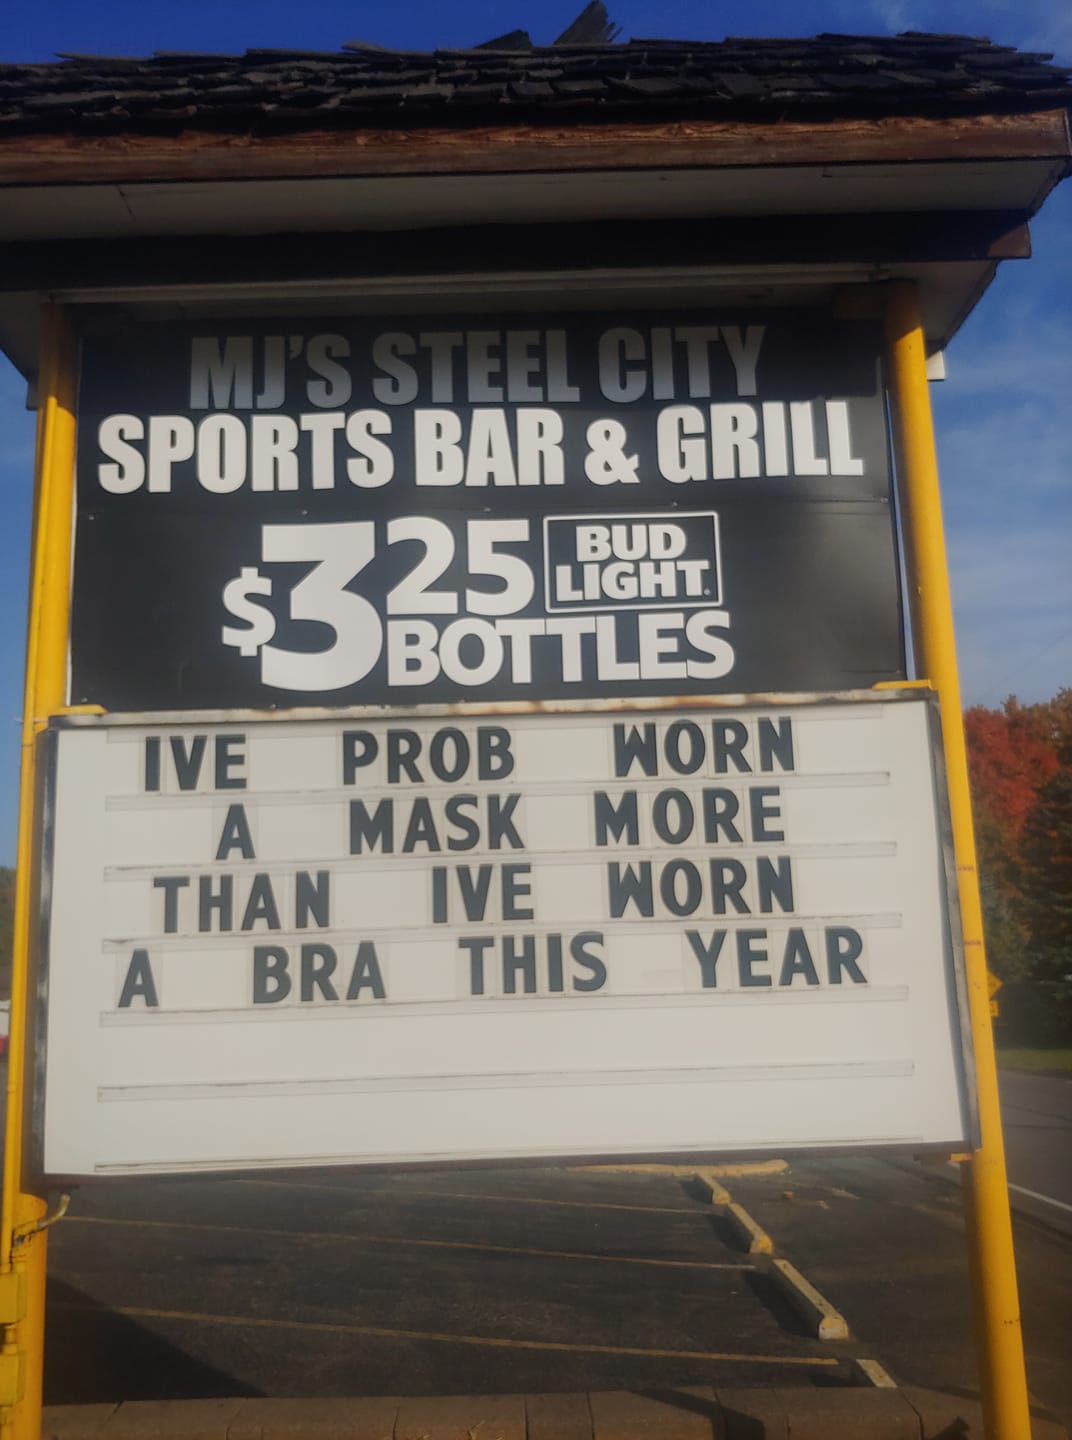 MJ'S STEEL CITY
SPORTS BAR & GRILL
$3 25 BUD LIGHT
BOTTLES
IVE PROB WORN
A MASK MORE
THAN IVE WORN
A BRA THIS YEAR